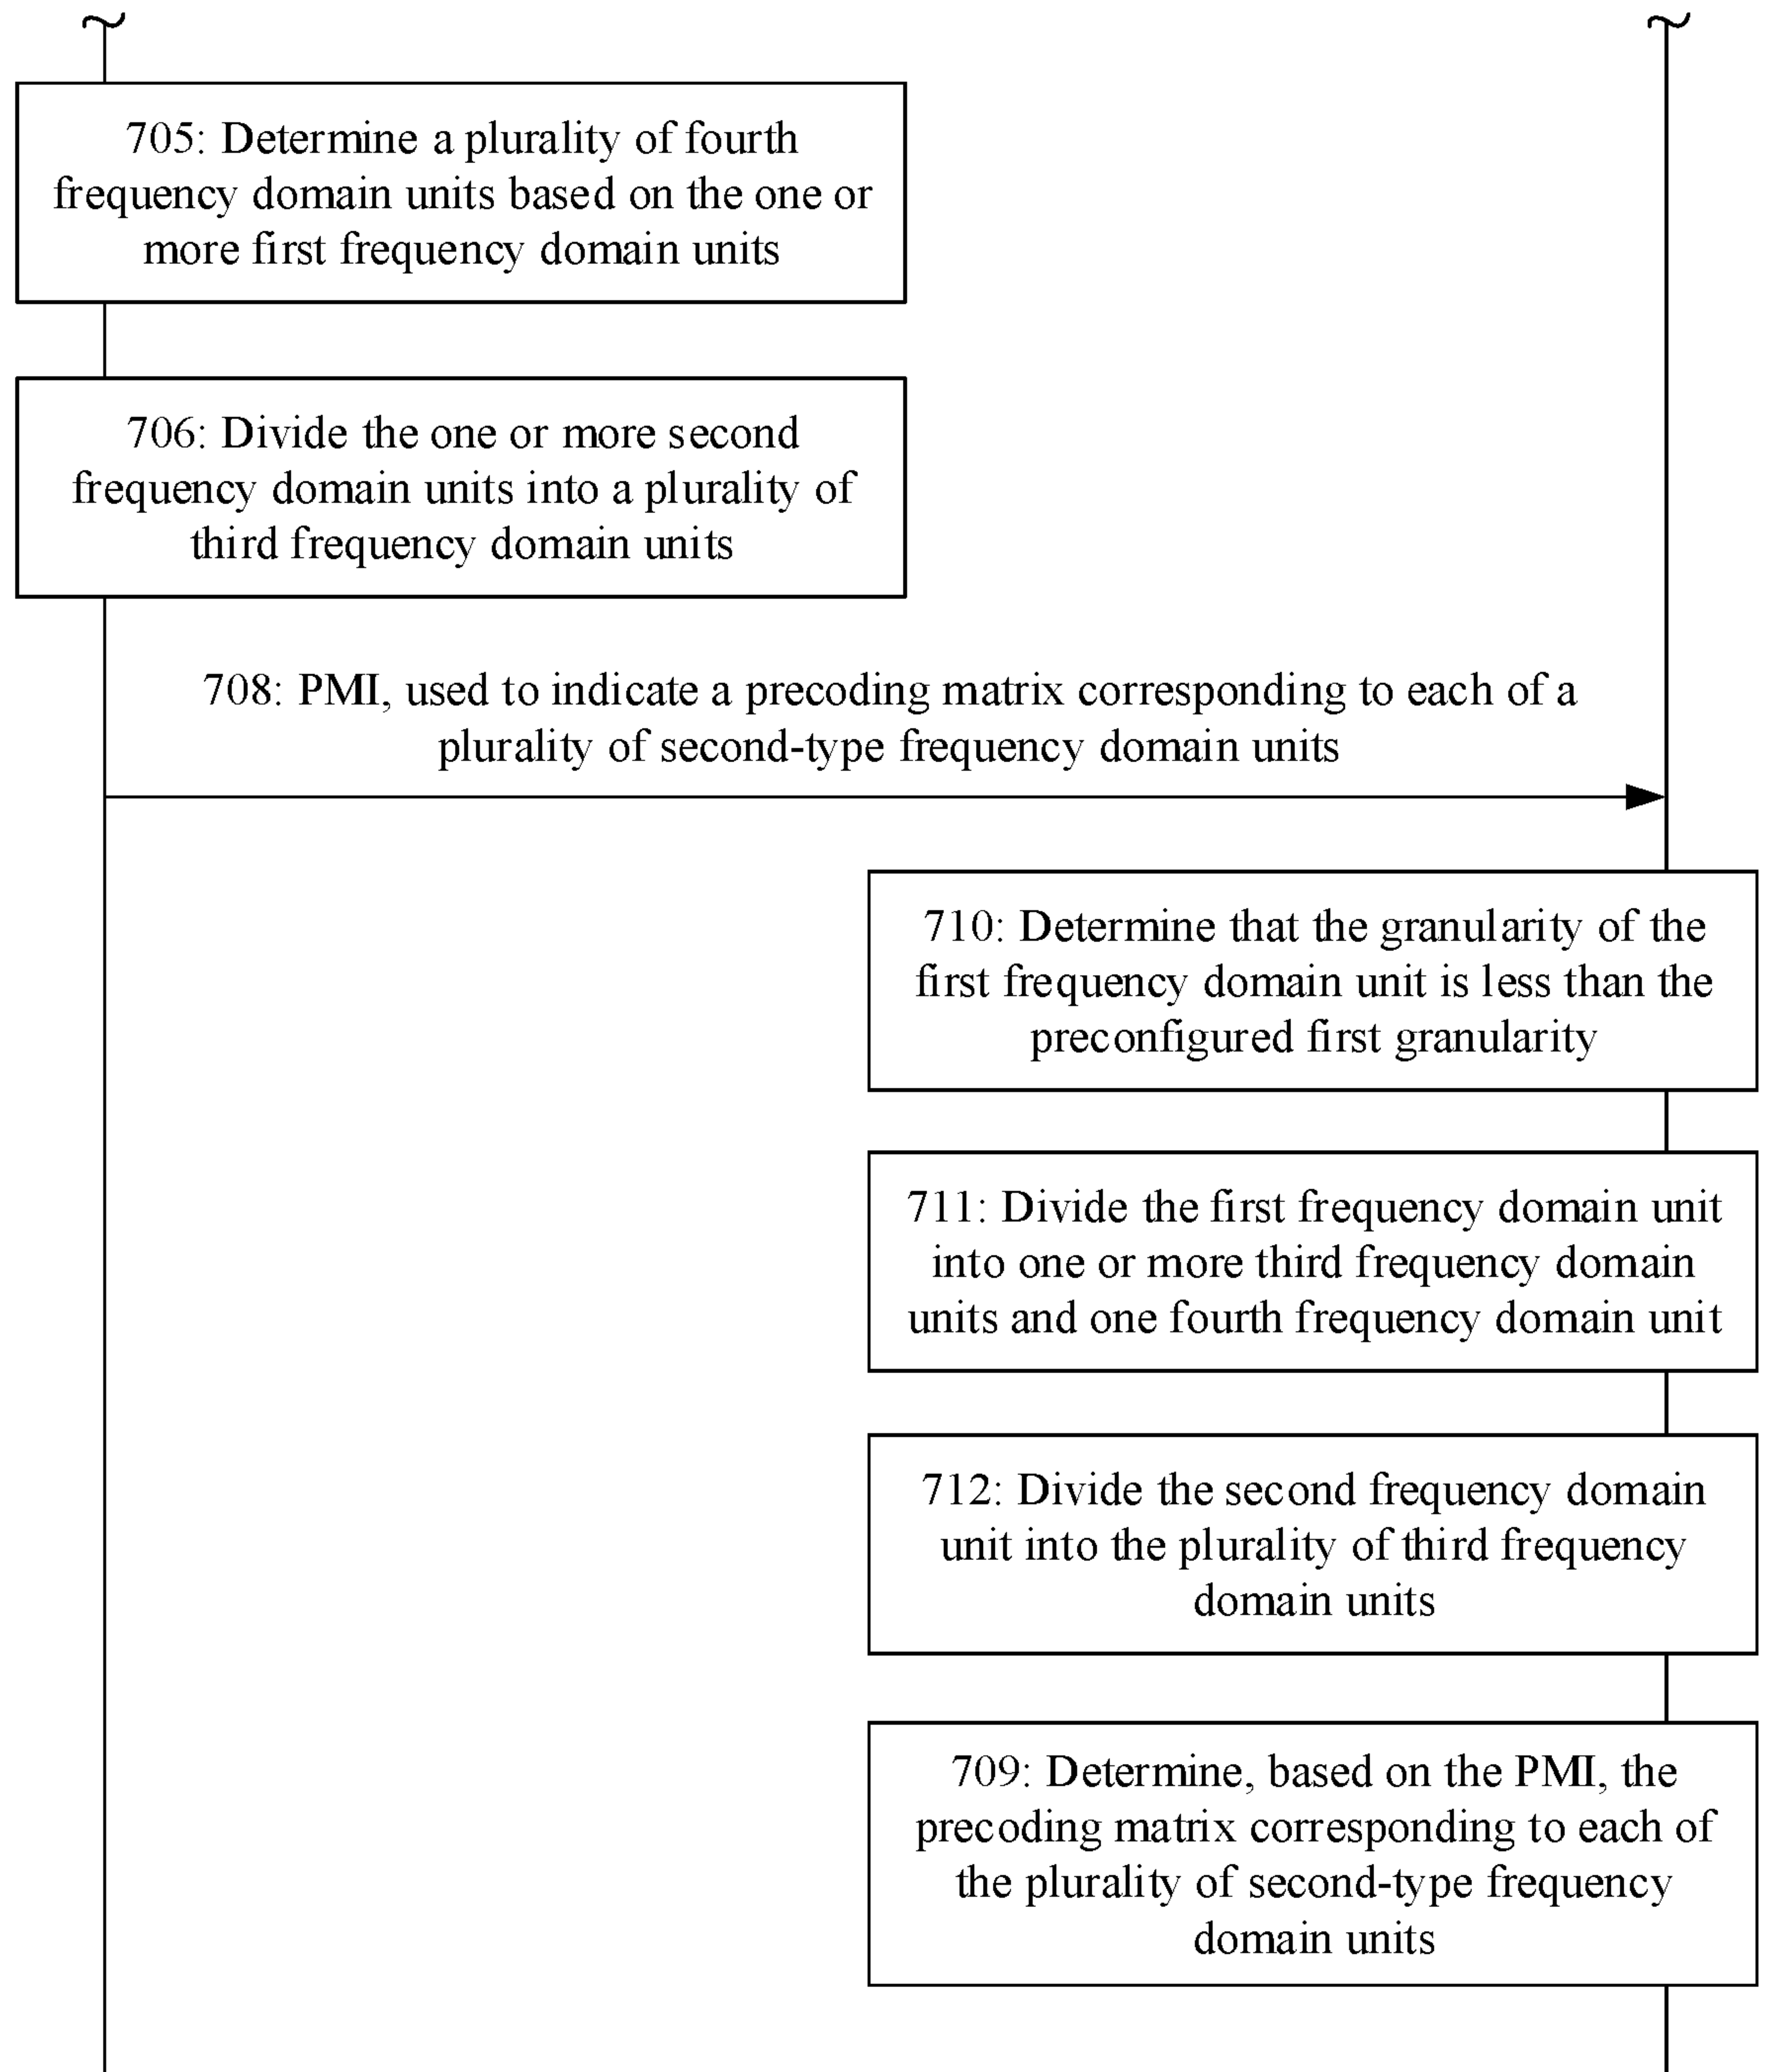 705: Determine a plurality of fourth
frequency domain units based on the one or
more first frequency domain units
706: Divide the one or more second
frequency domain units into a plurality of
third frequency domain units
708: PMI, used to indicate a precoding matrix corresponding to each of a
plurality of second-type frequency domain units
710: Determine that the granularity of the
first frequency domain unit is less than the
preconfigured first granularity
711: Divide the first frequency domain unit
into one or more third frequency domain
units and one fourth frequency domain unit
712: Divide the second frequency domain
unit into the plurality of third frequency
domain units
709: Determine, based on the PMI, the
precoding matrix corresponding to each of
the plurality of second-type frequency
domain units